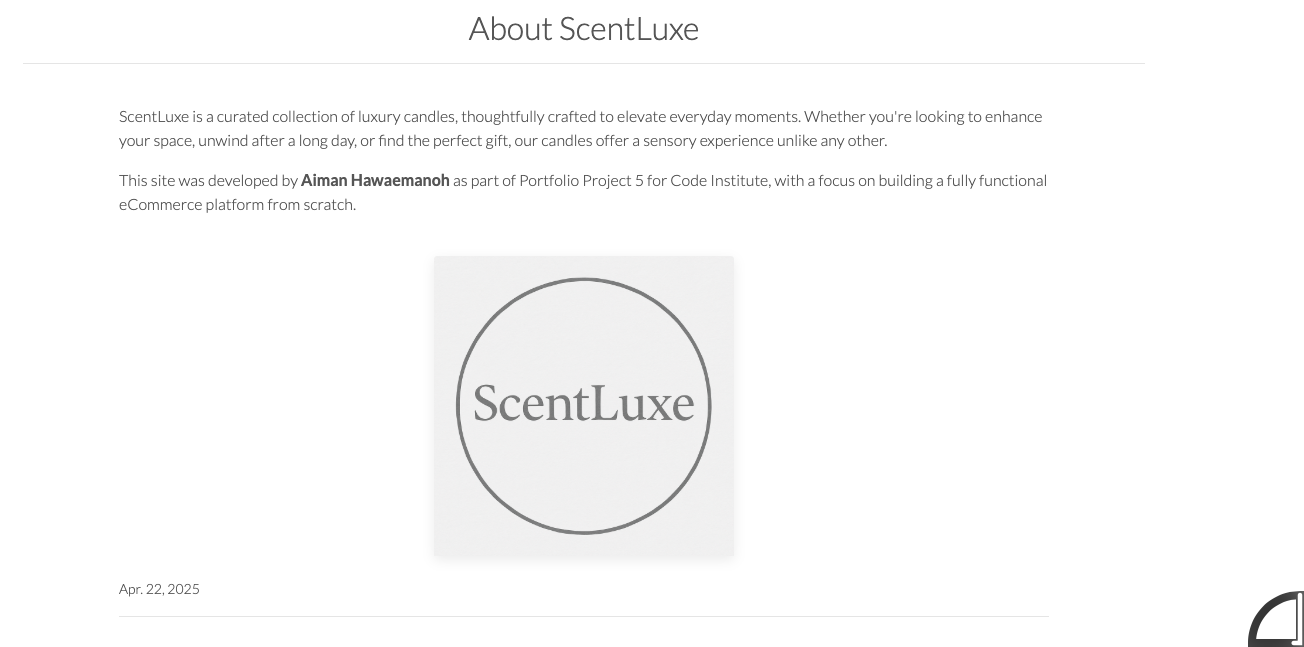 About ScentLuxe
ScentLuxe is a curated collection of luxury candles, thoughtfully crafted to elevate everyday moments. Whether you're looking to enhance
your space, unwind after a long day, or find the perfect gift, our candles offer a sensory experience unlike any other.
This site was developed by Aiman Hawaemanoh as part of Portfolio Project 5 for Code Institute, with a focus on building a fully functional
eCommerce platform from scratch.
ScentLuxe
Apr. 22, 2025